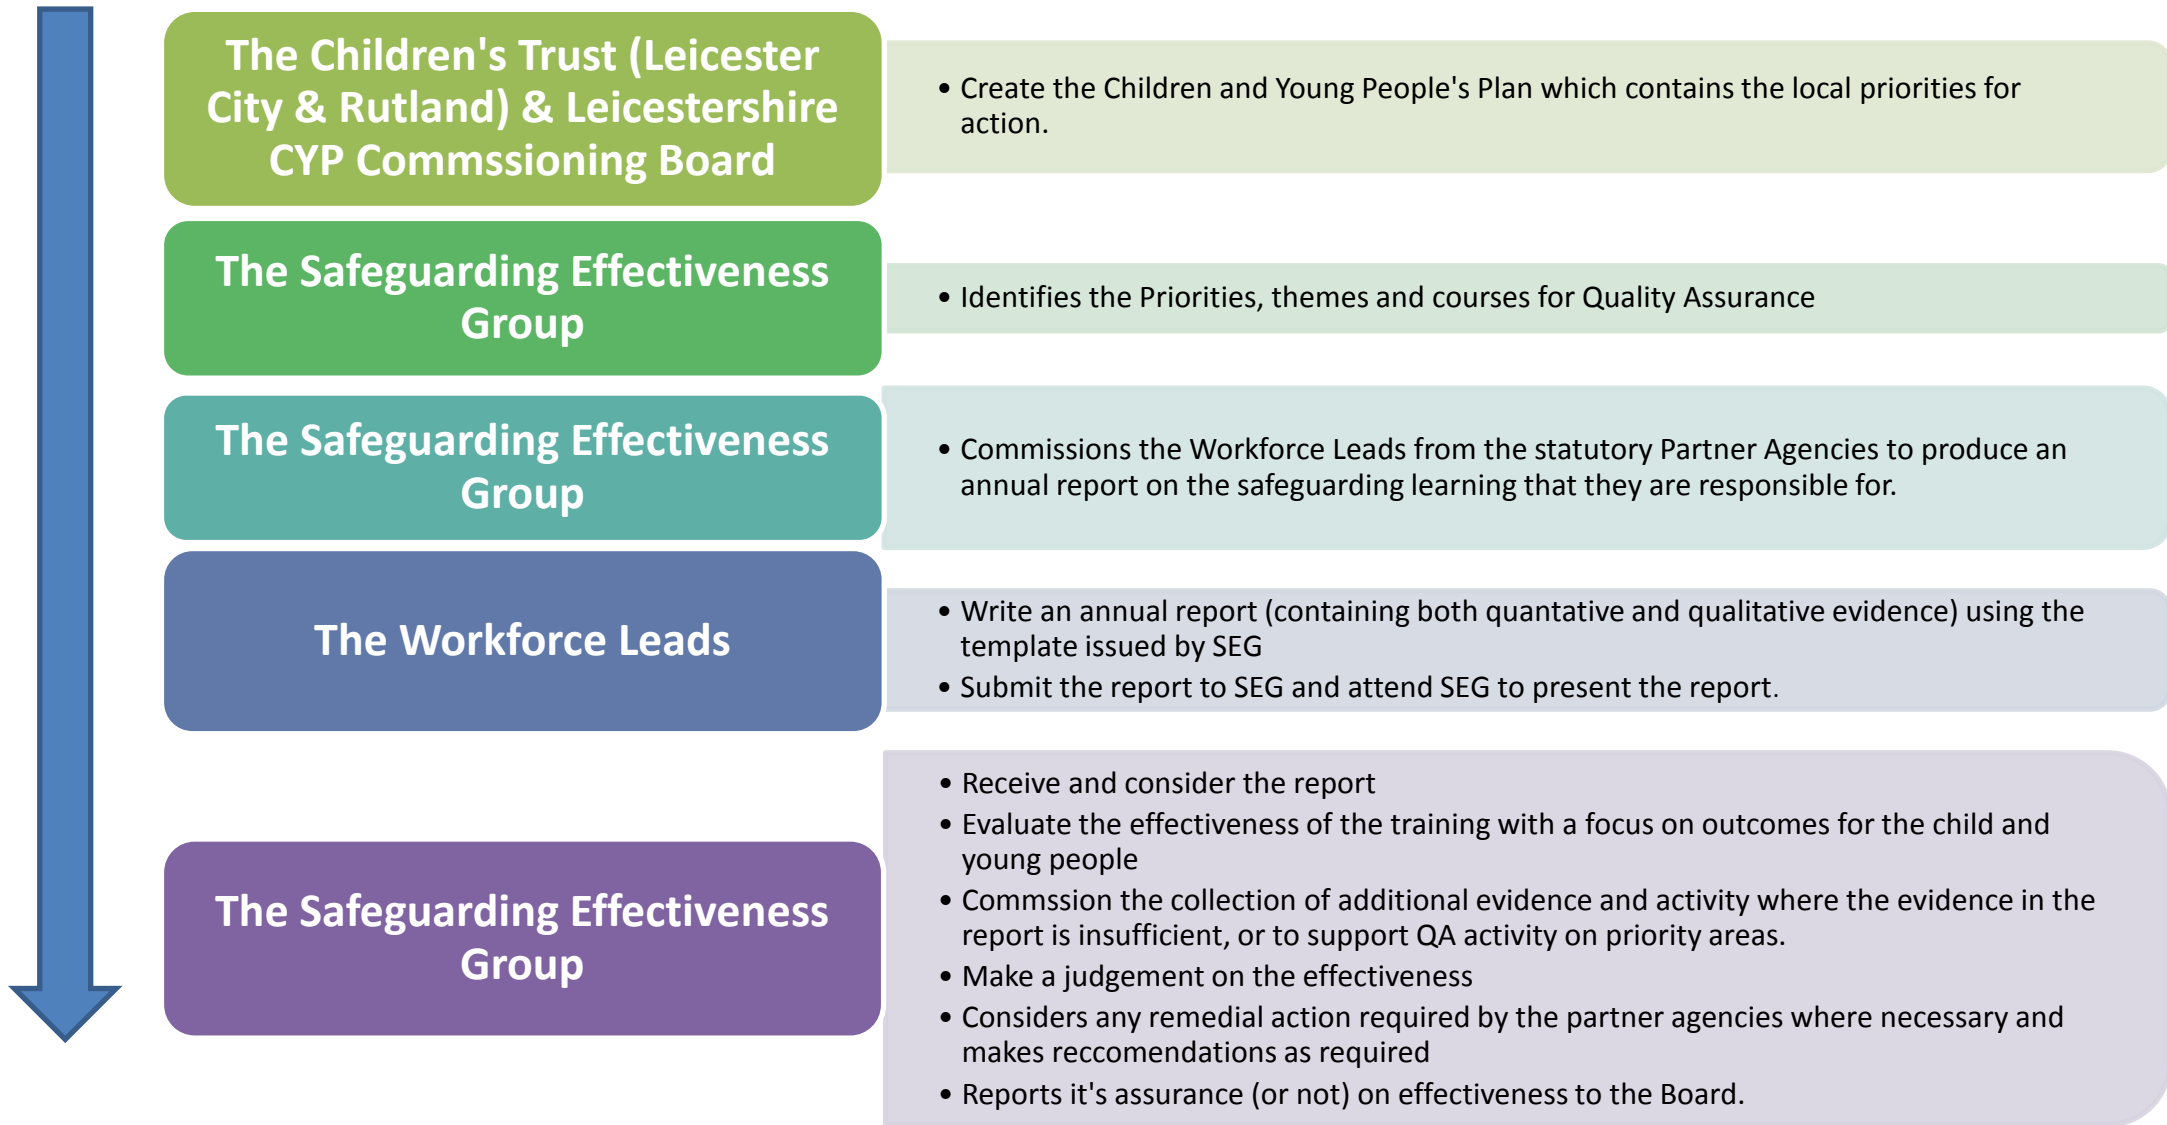 The Children's Trust (Leicester
City & Rutland) & Leicestershire
CYP Commssioning Board
• Create the Children and Young People's Plan which contains the local priorities for
action.
The Safeguarding Effectiveness
Group
• Identifies the Priorities, themes and courses for Quality Assurance
The Safeguarding Effectiveness
Group
• Commissions the Workforce Leads from the statutory Partner Agencies to produce an
annual report on the safeguarding learning that they are responsible for.
The Workforce Leads
• Write an annual report (containing both quantative and qualitative evidence) using the
template issued by SEG
• Submit the report to SEG and attend SEG to present the report.
The Safeguarding Effectiveness
Group
• Receive and consider the report
• Evaluate the effectiveness of the training with a focus on outcomes for the child and
young people
• Commssion the collection of additional evidence and activity where the evidence in the
report is insufficient, or to support QA activity on priority areas.
• Make a judgement on the effectiveness
• Considers any remedial action required by the partner agencies where necessary and
makes reccomendations as required
• Reports it's assurance (or not) on effectiveness to the Board.